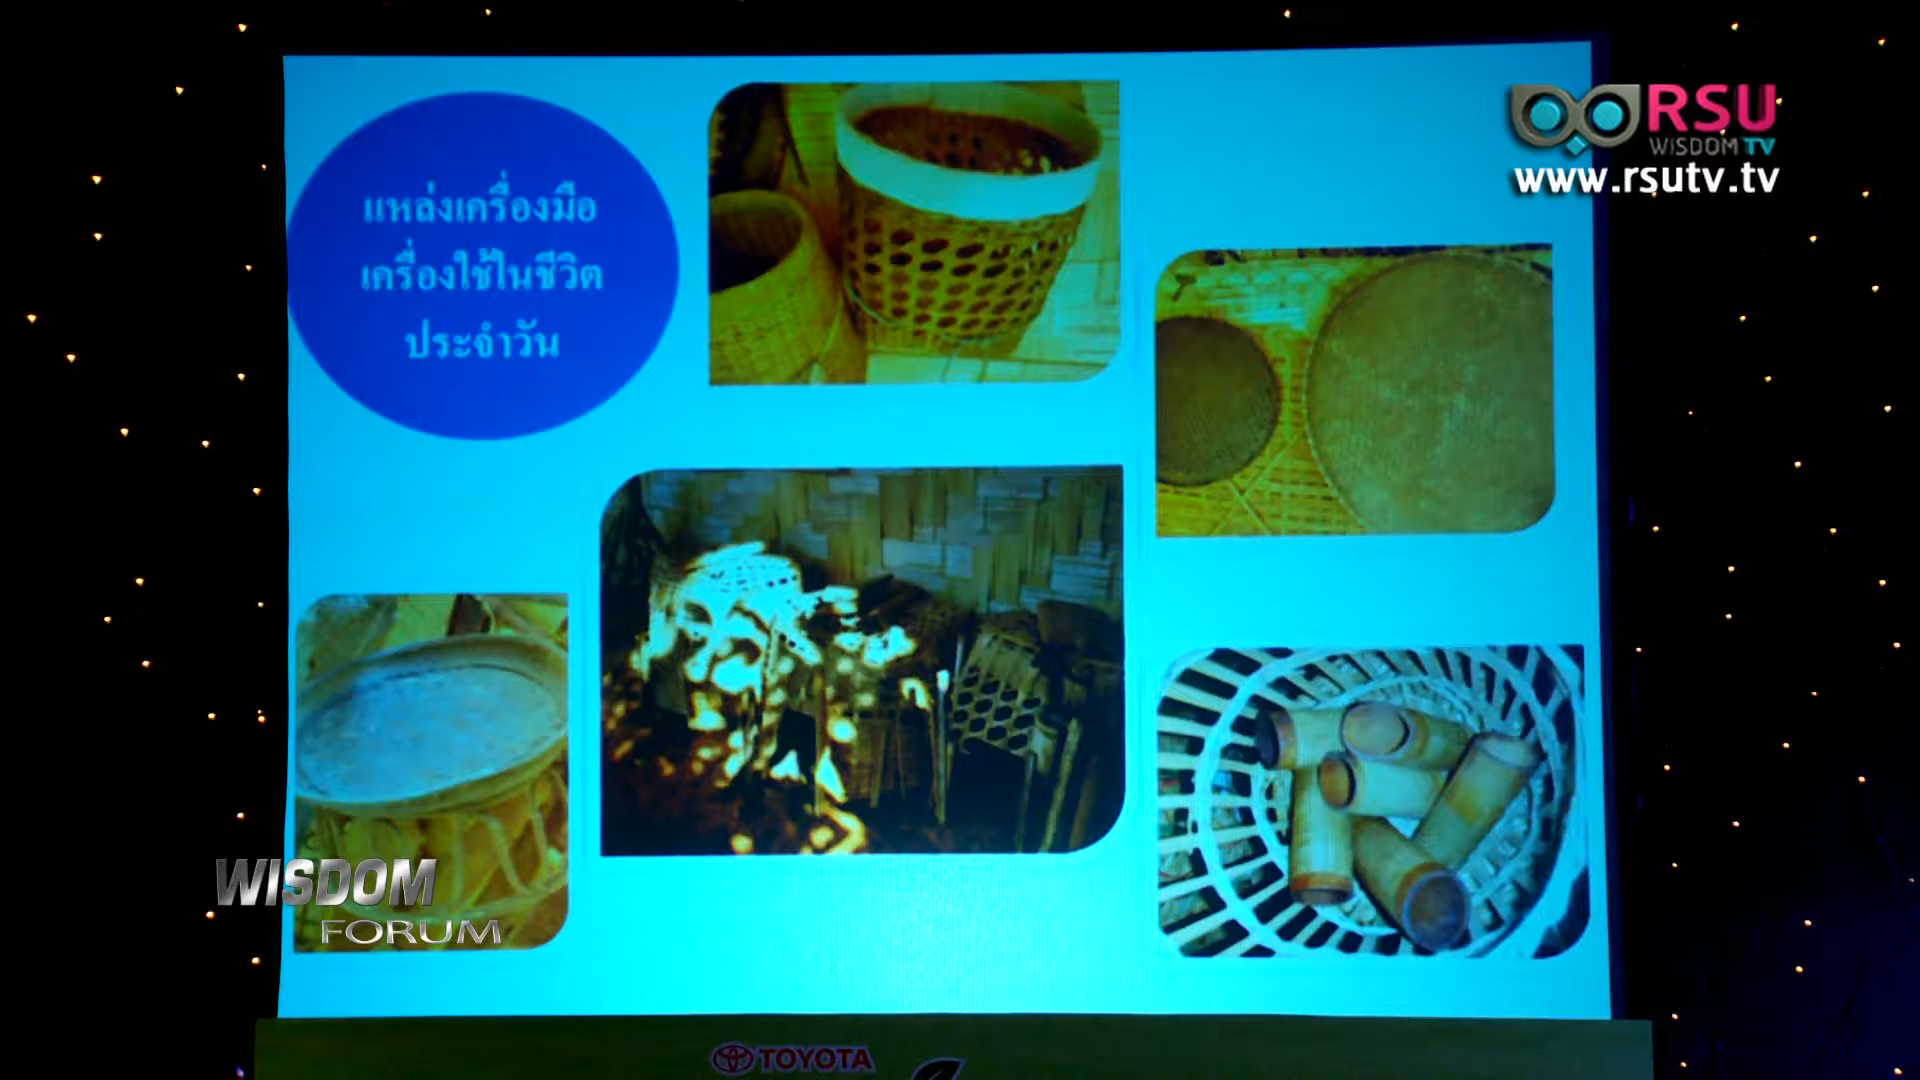 แหล่งเครื่องมือ
เครื่องใช้ในชีวิต
ประจำวัน
RSU
WISDOM TV
www.rsutv.tv
WISDOM
FORUM
TOYOTA